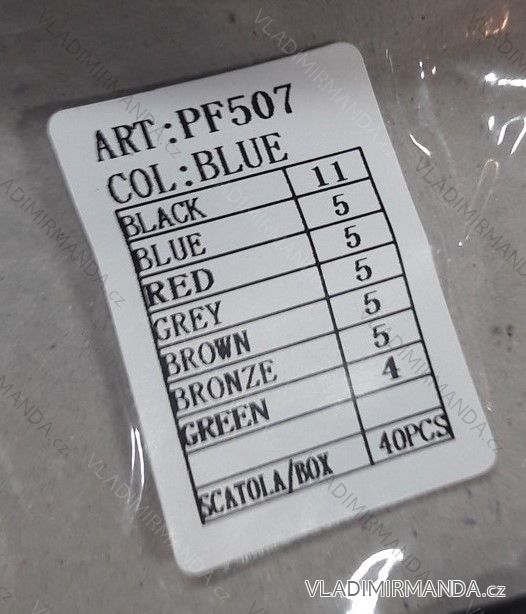 ART:PF507
COL:BLUE
BLACK 11
BLUE 5
RED 5
GREY 5
BROWN 5
BRONZE 5
GREEN 4
SCATOLA/BOX 40PCS
VLADIMIRMANDA.cz